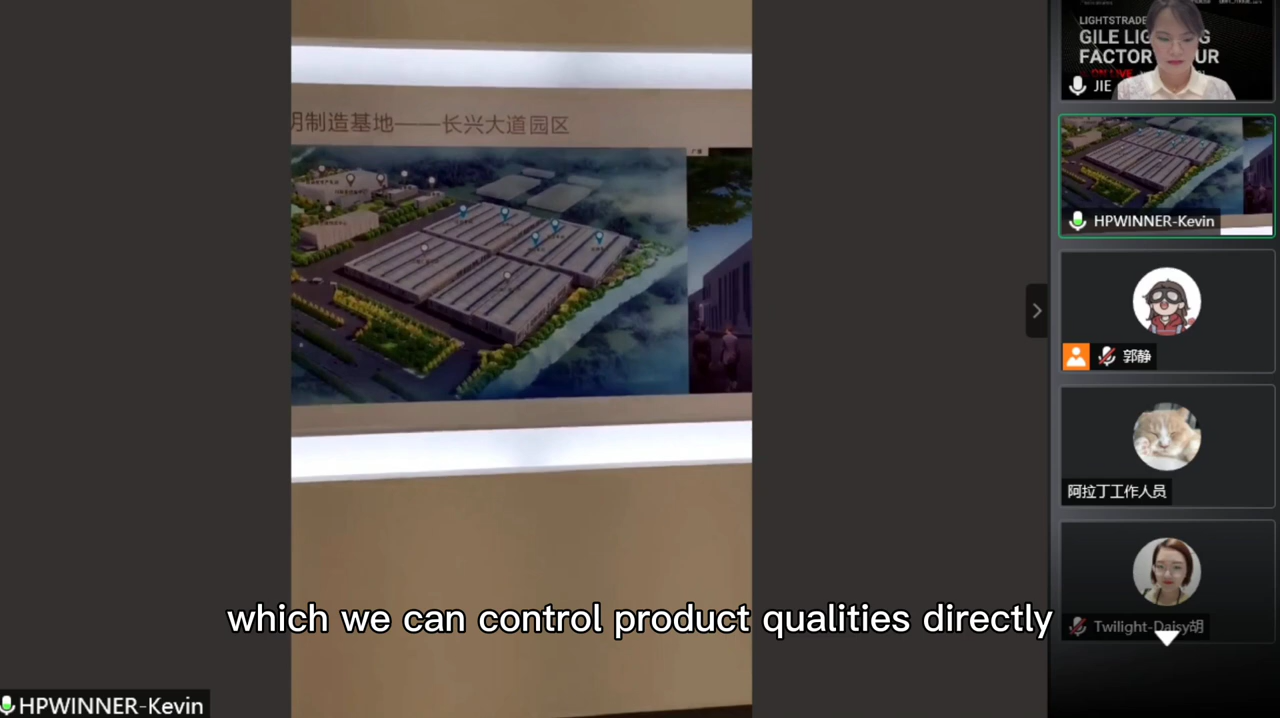 明制造基地——长兴大道园区
which we can control product qualities directly
HPWINNER-Kevin
LIGHTSTRADE
GILE LIG G
FACTOR UR
JIE
HPWINNER-Kevin
郭静
阿拉丁工作人员
Twilight-Daisy胡